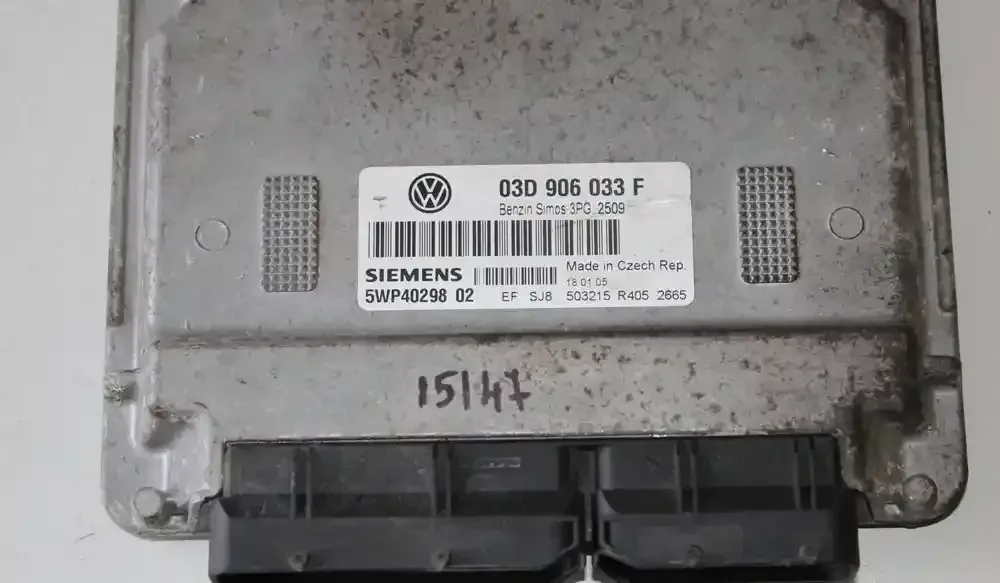 03D 906 033 F
Benzin Simos 3PG 2509
SIEMENS
Made in Czech Rep.
18 01 05
5WP40298 02
EF SJ8 503215 R405 2665
15147